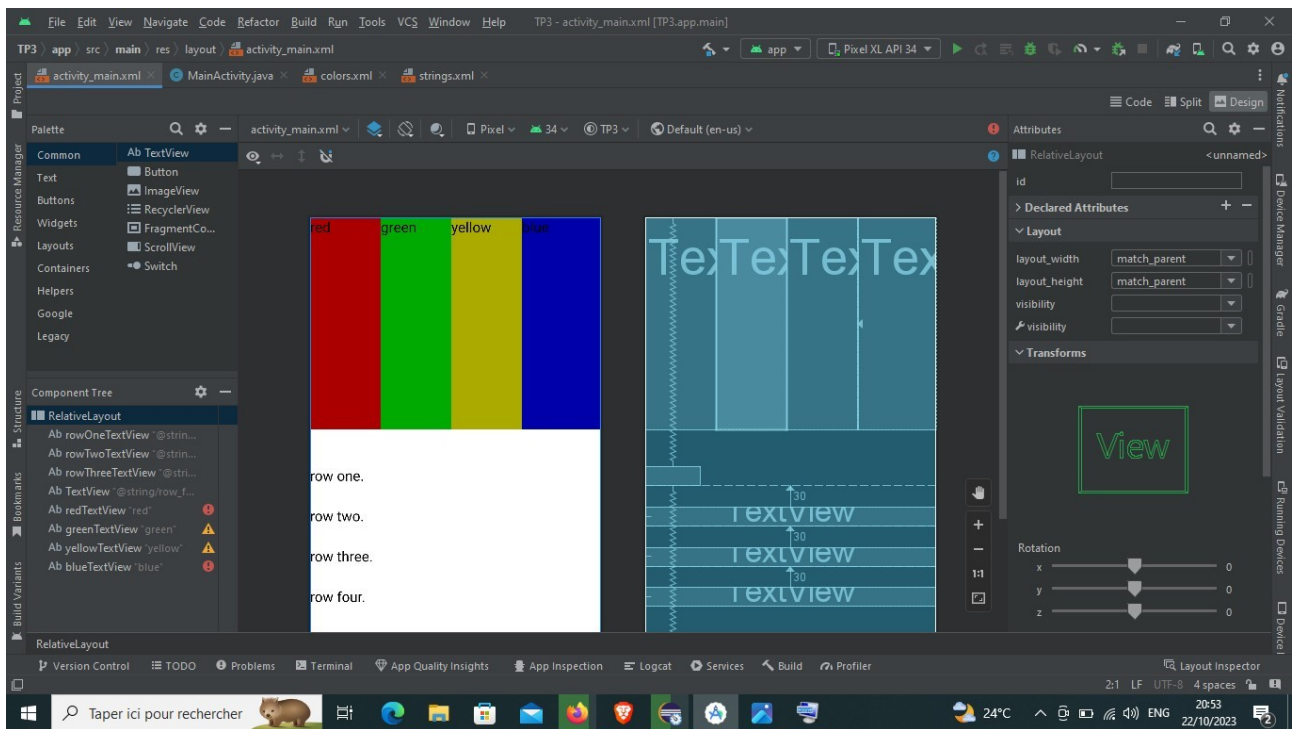 File Edit View Navigate Code Refactor Build Run Tools VCS Window Help TP3 - activity_main.xml [TP3.app.main]
TP3 app src main res layout activity_main.xml app Pixel XL API 34
activity_main.xml MainActivity.java colors.xml strings.xml
Code Split Design
Palette activity_main.xml Pixel 34 TP3 Default (en-us) Attributes
Common Ab TextView RelativeLayout <unnamed>
Text Button id
Buttons ImageView
Widgets RecyclerView > Declared Attributes + −
Layouts FragmentCo... Layout
Containers ScrollView layout_width match_parent
Helpers Switch layout_height match_parent
Google visibility
Legacy visibility
Transforms
View
Component Tree
RelativeLayout
Ab rowOneTextView "@strin...
Ab rowTwoTextView "@strin...
Ab rowThreeTextView "@stri...
Ab TextView "@string/row_f...
Ab redTextView "red"
Ab greenTextView "green"
Ab yellowTextView "yellow"
Ab blueTextView "blue"
red green yellow blue
row one.
row two.
row three.
row four.
Tex Tex Tex Tex
30
TextView
30
TextView
30
TextView
1:1
Rotation
x 0
y 0
z 0
Project
Resource Manager
Structure
Bookmarks
Build Variants
Notifications
Device Manager
Gradle
Layout Validation
Running Devices
Device
RelativeLayout
Version Control TODO Problems Terminal App Quality Insights App Inspection Logcat Services Build Profiler Layout Inspector
2:1 LF UTF-8 4 spaces
Taper ici pour rechercher 24°C ENG 20:53
22/10/2023 2